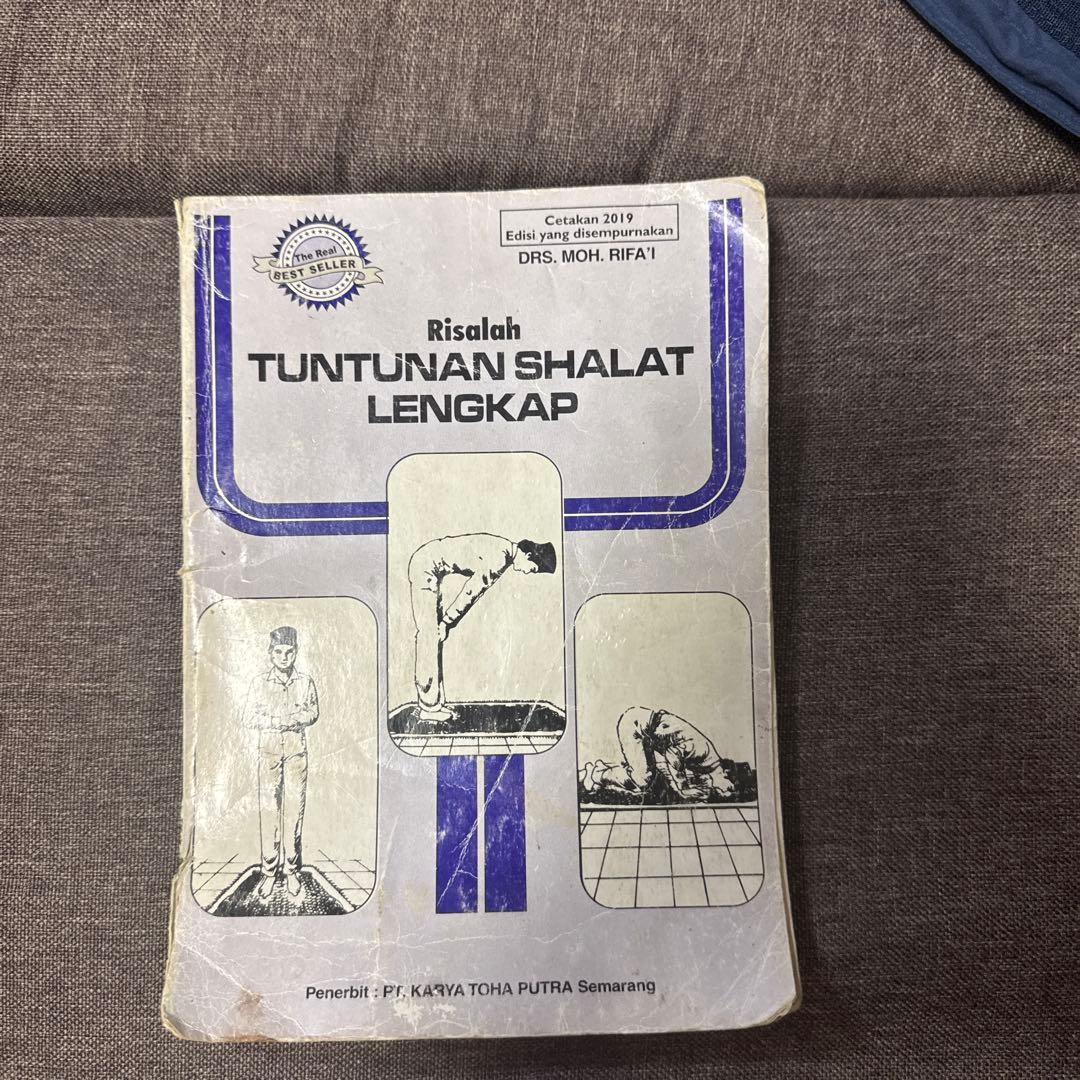 The Real
BEST SELLER
Cetakan 2019
Edisi yang disempurnakan
DRS. MOH. RIFA'I
Risalah
TUNTUNAN SHALAT
LENGKAP
Penerbit : PT. KARYA TOHA PUTRA Semarang